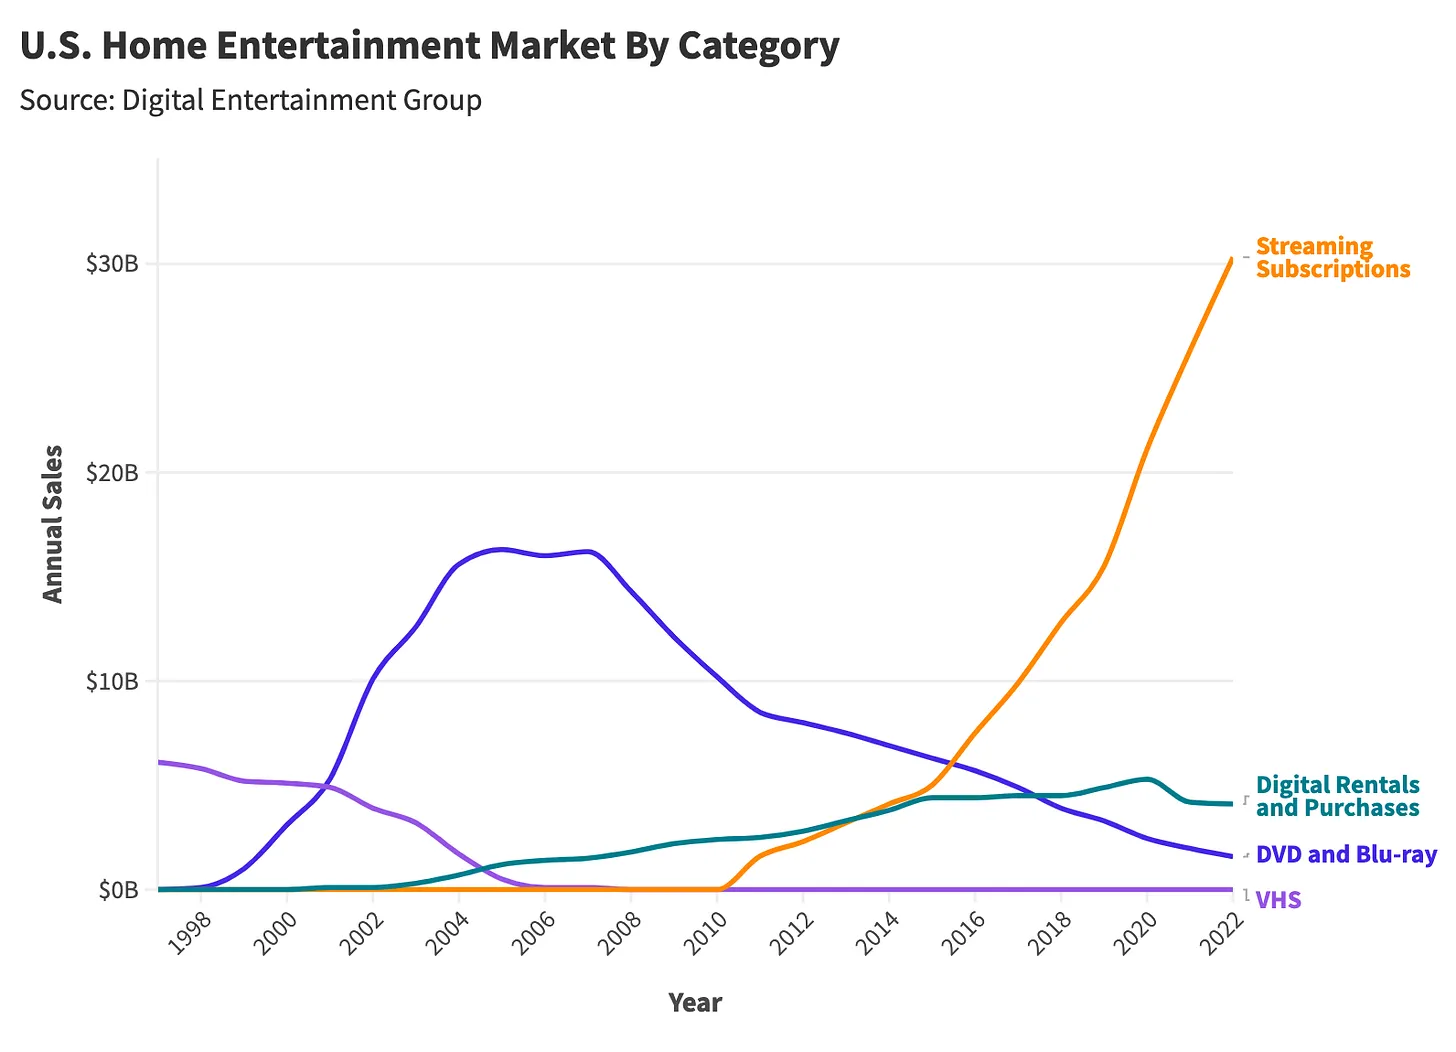 U.S. Home Entertainment Market By Category
Source: Digital Entertainment Group
Annual Sales
$30B
$20B
$10B
$0B
1998
2000
2002
2004
2006
2008
2010
2012
2014
2016
2018
2020
2022
Year
Streaming
Subscriptions
Digital Rentals
and Purchases
DVD and Blu-ray
VHS